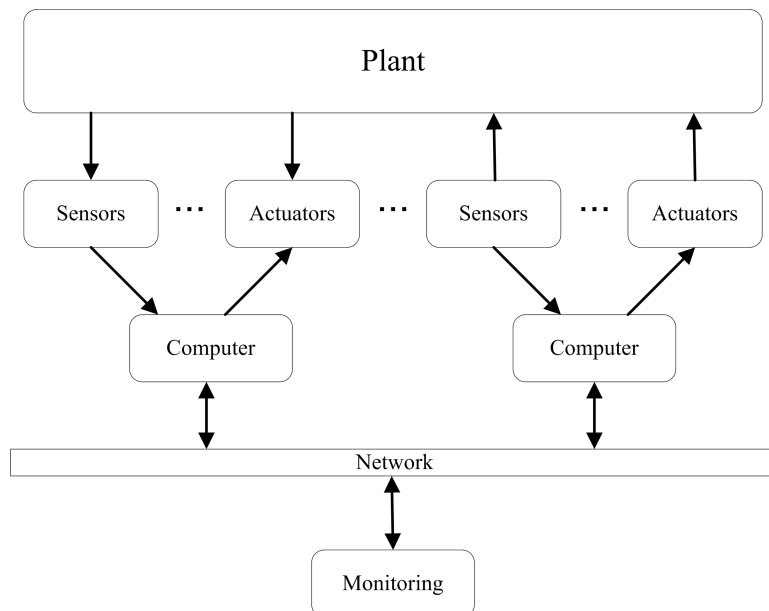 Plant
Sensors ... Actuators ... Sensors ... Actuators
Computer Computer
Network
Monitoring